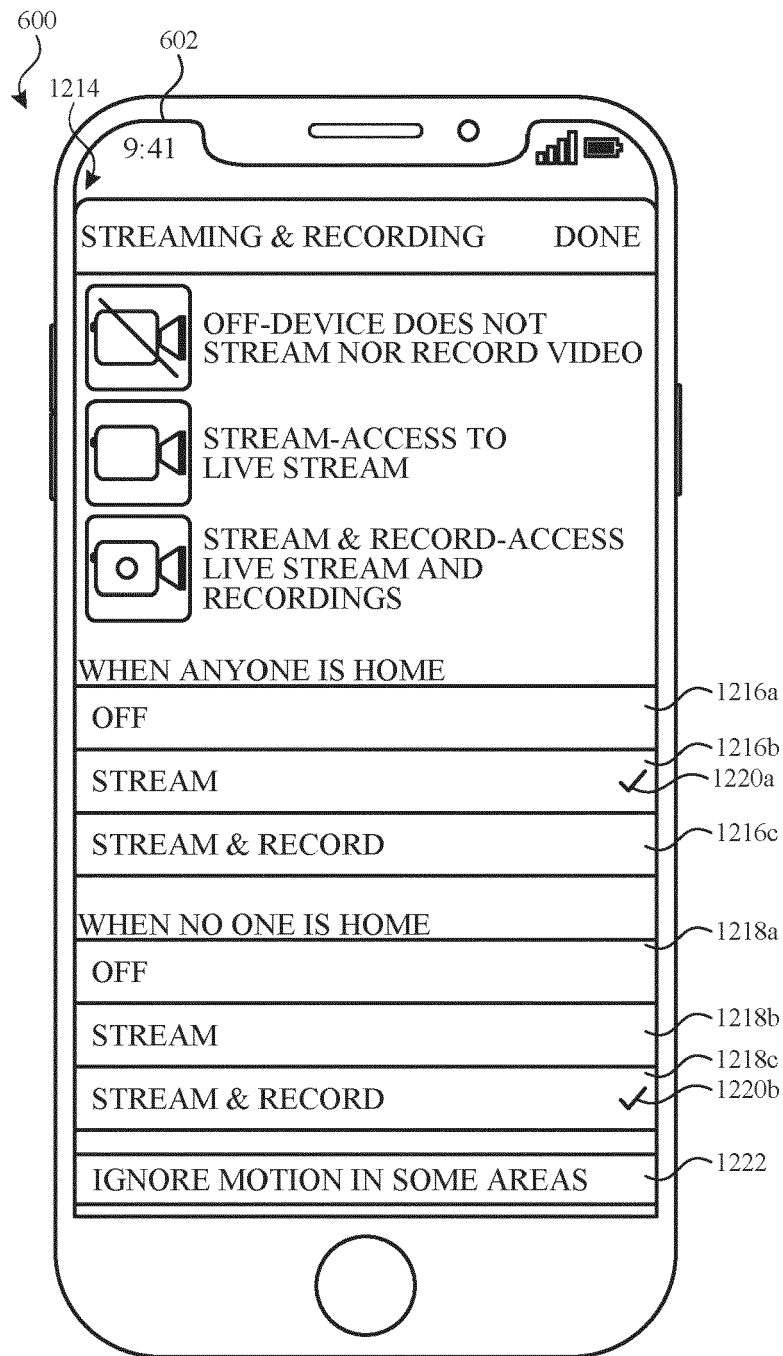 600
602
1214
9:41
STREAMING & RECORDING DONE
OFF-DEVICE DOES NOT
STREAM NOR RECORD VIDEO
STREAM-ACCESS TO
LIVE STREAM
STREAM & RECORD-ACCESS
LIVE STREAM AND
RECORDINGS
WHEN ANYONE IS HOME
OFF
1216a
1216b
STREAM
1220a
STREAM & RECORD
1216c
WHEN NO ONE IS HOME
1218a
OFF
STREAM
1218b
1218c
STREAM & RECORD
1220b
IGNORE MOTION IN SOME AREAS
1222